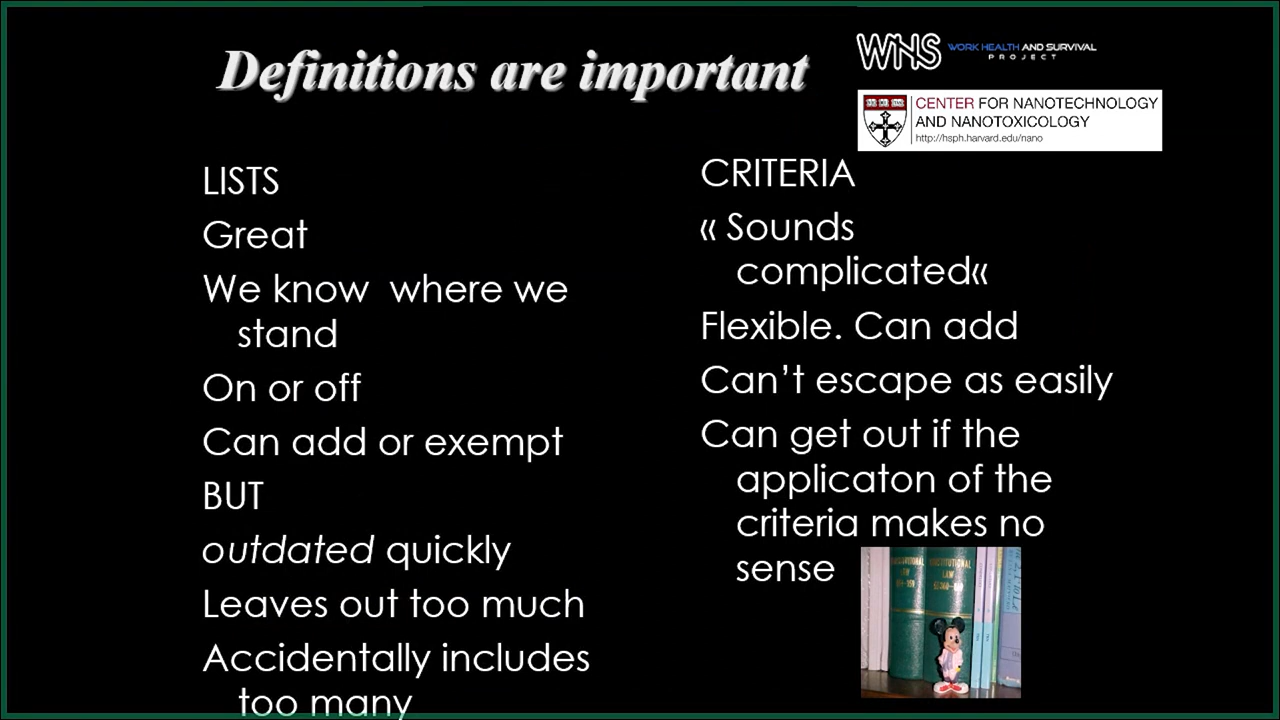 Definitions are important
WHS WORK HEALTH AND SURVIVAL
PROJECT
CENTER FOR NANOTECHNOLOGY
AND NANOTOXICOLOGY
http://hsph.harvard.edu/nano
LISTS
Great
We know where we
stand
On or off
Can add or exempt
BUT
outdated quickly
Leaves out too much
Accidentally includes
too many
CRITERIA
« Sounds
complicated«
Flexible. Can add
Can’t escape as easily
Can get out if the
applicaton of the
criteria makes no
sense
LAW